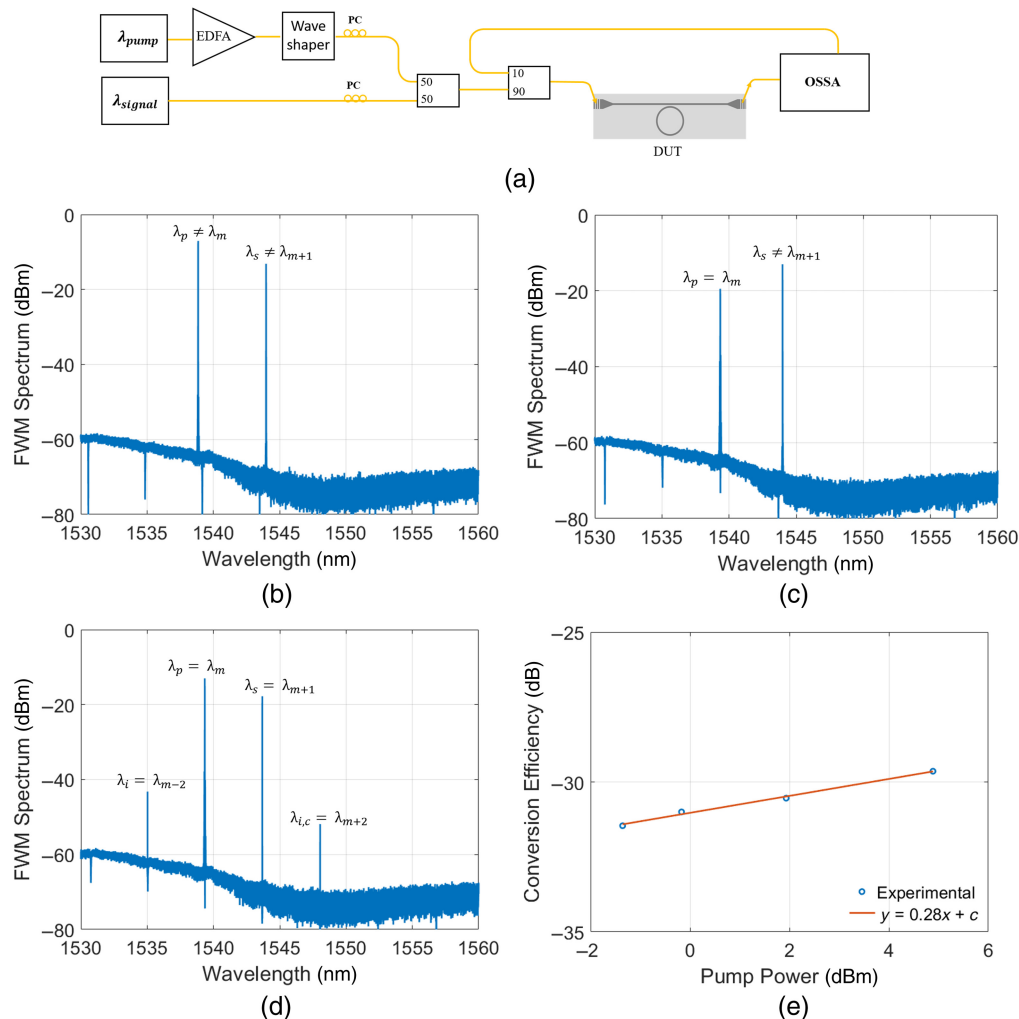 λpump
EDFA
Wave
shaper
PC
λsignal
PC
50
50
10
90
OSSA
DUT
(a)
0
−20
−40
−60
−80
FWM Spectrum (dBm)
λp ≠ λm
λs ≠ λm+1
1530 1535 1540 1545 1550 1555 1560
Wavelength (nm)
(b)
0
−20
−40
−60
−80
FWM Spectrum (dBm)
λp = λm
λs ≠ λm+1
1530 1535 1540 1545 1550 1555 1560
Wavelength (nm)
(c)
0
−20
−40
−60
−80
FWM Spectrum (dBm)
λp = λm
λs = λm+1
λi = λm−2
λi,c = λm+2
1530 1535 1540 1545 1550 1555 1560
Wavelength (nm)
(d)
−25
−30
−35
Conversion Efficiency (dB)
Experimental
y = 0.28x + c
−2 0 2 4 6
Pump Power (dBm)
(e)